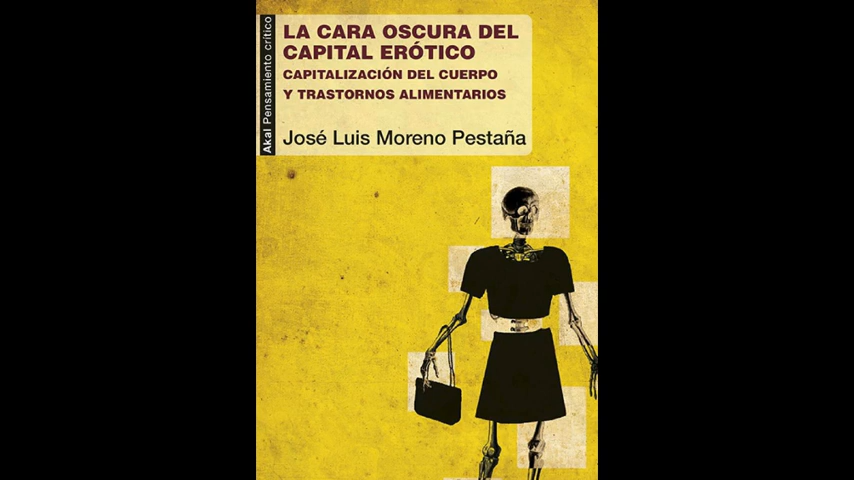 Akal Pensamiento crítico
LA CARA OSCURA DEL
CAPITAL ERÓTICO
CAPITALIZACIÓN DEL CUERPO
Y TRASTORNOS ALIMENTARIOS
José Luis Moreno Pestaña